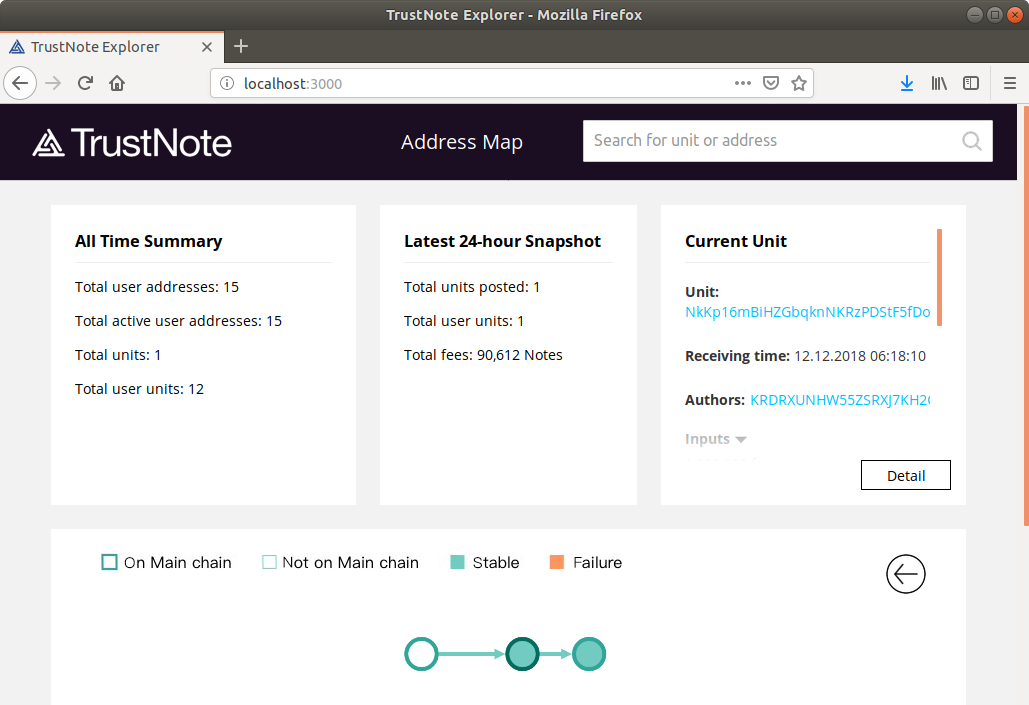 TrustNote Explorer - Mozilla Firefox
TrustNote Explorer
localhost:3000
TrustNote
Address Map
Search for unit or address
All Time Summary
Total user addresses: 15
Total active user addresses: 15
Total units: 1
Total user units: 12
Latest 24-hour Snapshot
Total units posted: 1
Total user units: 1
Total fees: 90,612 Notes
Current Unit
Unit:
NkKp16mBiHZGbqknNKRzPDStF5fDo
Receiving time: 12.12.2018 06:18:10
Authors: KRDRXUNHW55ZSRXJ7KH2
Inputs
Detail
On Main chain
Not on Main chain
Stable
Failure